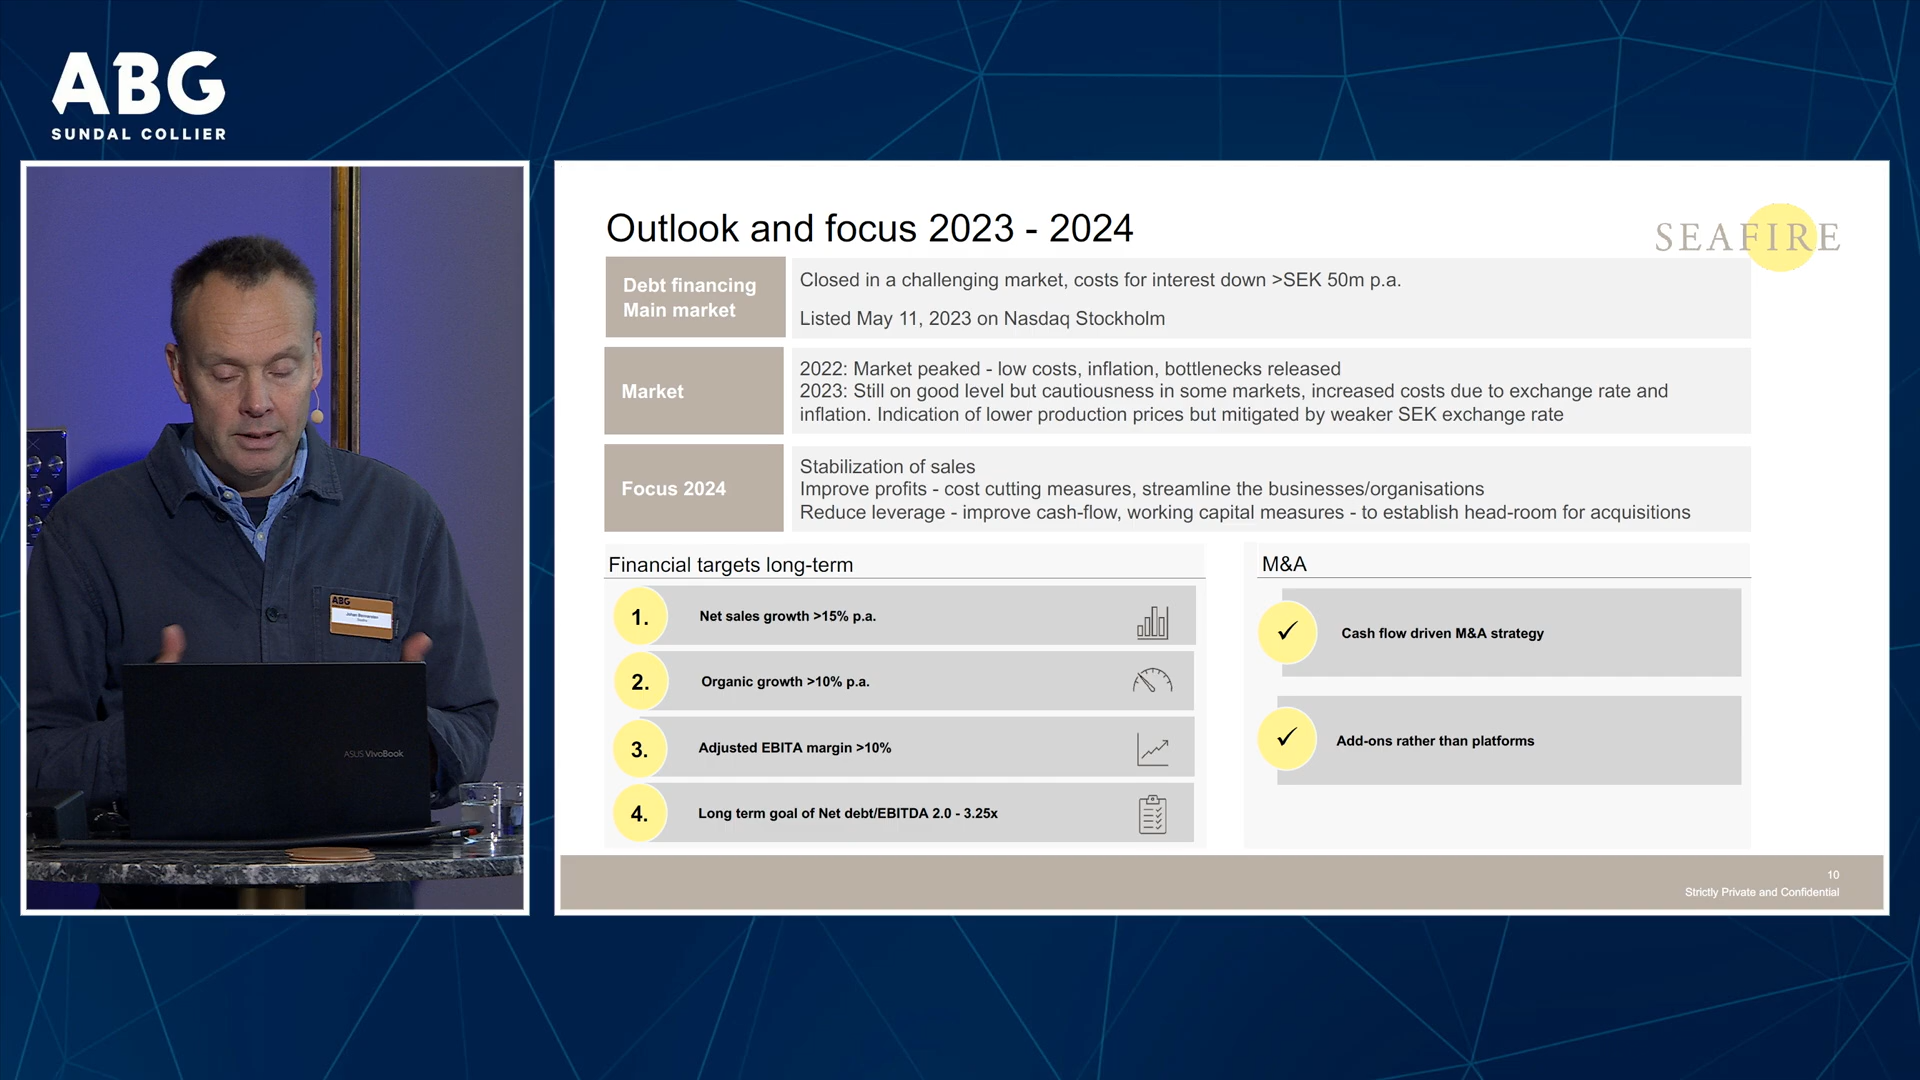 ABG
SUNDAL COLLIER
ABG
ASUS VivoBook
Outlook and focus 2023 - 2024
SEAFIRE
Debt financing
Main market
Closed in a challenging market, costs for interest down >SEK 50m p.a.
Listed May 11, 2023 on Nasdaq Stockholm
Market
2022: Market peaked - low costs, inflation, bottlenecks released
2023: Still on good level but cautiousness in some markets, increased costs due to exchange rate and
inflation. Indication of lower production prices but mitigated by weaker SEK exchange rate
Focus 2024
Stabilization of sales
Improve profits - cost cutting measures, streamline the businesses/organisations
Reduce leverage - improve cash-flow, working capital measures - to establish head-room for acquisitions
Financial targets long-term
1. Net sales growth >15% p.a.
2. Organic growth >10% p.a.
3. Adjusted EBITA margin >10%
4. Long term goal of Net debt/EBITDA 2.0 - 3.25x
M&A
✓ Cash flow driven M&A strategy
✓ Add-ons rather than platforms
10
Strictly Private and Confidential